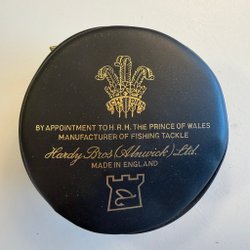 BY APPOINTMENT TO H.R.H. THE PRINCE OF WALES
MANUFACTURER OF FISHING TACKLE
Hardy Bros (Alnwick) Ltd.
MADE IN ENGLAND